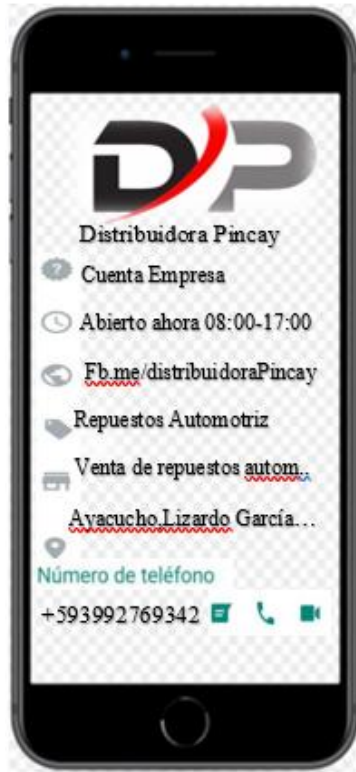 DP
Distribuidora Pincay
Cuenta Empresa
Abierto ahora 08:00-17:00
Fb.me/distribuidoraPincay
Repuestos Automotriz
Venta de repuestos autom..
Ayacucho,Lizardo García...
Número de teléfono
+593992769342